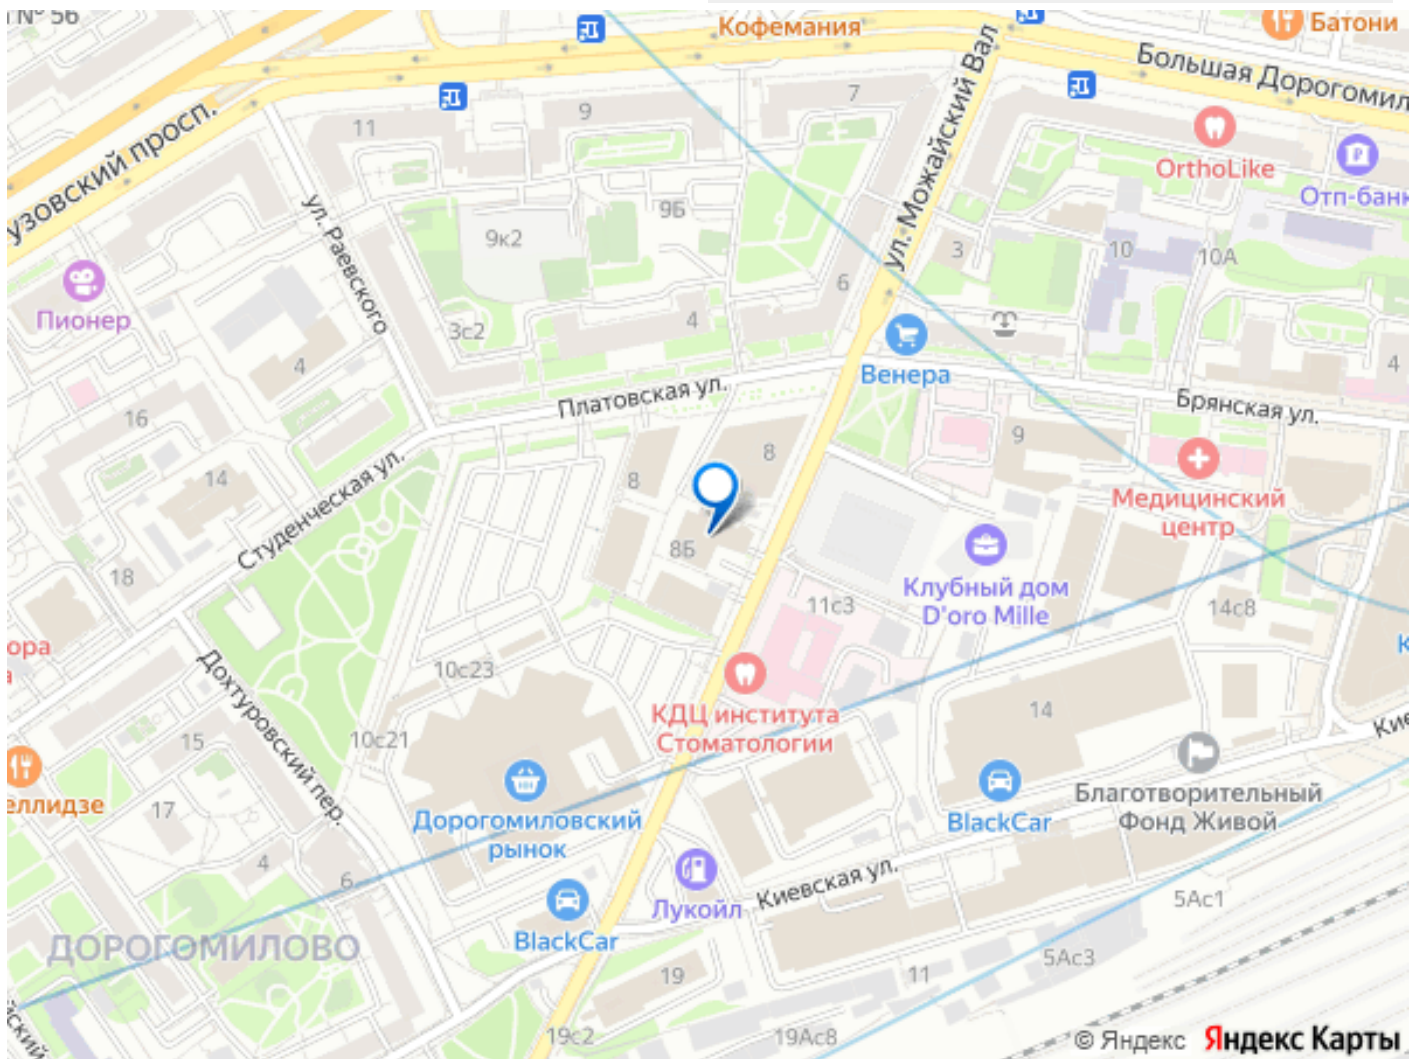 № 56
Кофемания
Батони
ул. Можайский Вал
Большая Дорогомил
7
9
11
узовский просп.
OrthoLike
Отп-банк
ул. Раевского
9Б
9к2
3
10
10А
6
Пионер
3с2
4
Венера
4
4
Платовская ул.
Брянская ул.
16
9
8
14
8
Студенческая ул.
Медицинский
центр
8Б
18
Клубный дом
D'oro Mille
11с3
14с8
ора
а
К
Дохтуровский пер.
10с23
КДЦ института
Стоматологии
14
Кие
15
10с21
еллидзе
17
Дорогомиловский
рынок
BlackCar
Благотворительный
Фонд Живой
4
6
Лукойл
Киевская ул.
5Ас1
BlackCar
ДОРОГОМИЛОВО
19
11
5Ас3
йский
19с2
19Ас8
© Яндекс Яндекс Карты